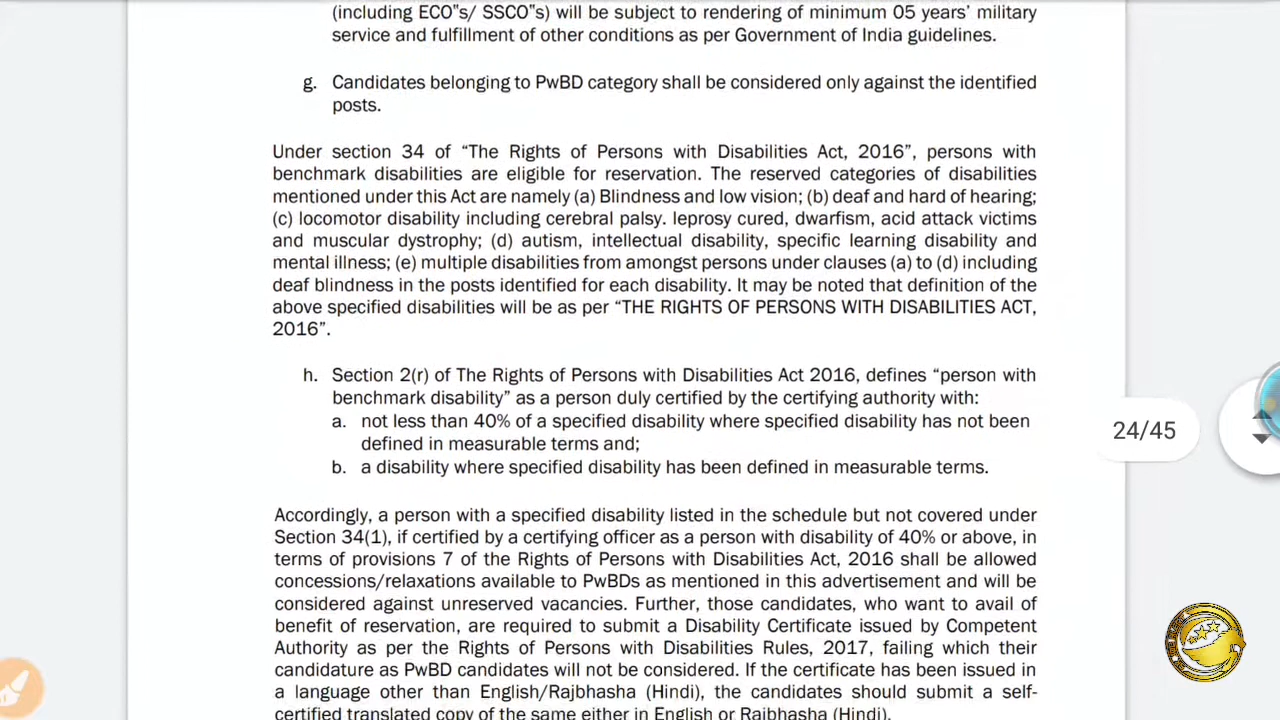 (including ECO‟s/ SSCO‟s) will be subject to rendering of minimum 05 years’ military
service and fulfillment of other conditions as per Government of India guidelines.
g. Candidates belonging to PwBD category shall be considered only against the identified
posts.
Under section 34 of “The Rights of Persons with Disabilities Act, 2016”, persons with
benchmark disabilities are eligible for reservation. The reserved categories of disabilities
mentioned under this Act are namely (a) Blindness and low vision; (b) deaf and hard of hearing;
(c) locomotor disability including cerebral palsy. leprosy cured, dwarfism, acid attack victims
and muscular dystrophy; (d) autism, intellectual disability, specific learning disability and
mental illness; (e) multiple disabilities from amongst persons under clauses (a) to (d) including
deaf blindness in the posts identified for each disability. It may be noted that definition of the
above specified disabilities will be as per “THE RIGHTS OF PERSONS WITH DISABILITIES ACT,
2016”.
h. Section 2(r) of The Rights of Persons with Disabilities Act 2016, defines “person with
benchmark disability” as a person duly certified by the certifying authority with:
a. not less than 40% of a specified disability where specified disability has not been
defined in measurable terms and;
b. a disability where specified disability has been defined in measurable terms.
24/45
Accordingly, a person with a specified disability listed in the schedule but not covered under
Section 34(1), if certified by a certifying officer as a person with disability of 40% or above, in
terms of provisions 7 of the Rights of Persons with Disabilities Act, 2016 shall be allowed
concessions/relaxations available to PwBDs as mentioned in this advertisement and will be
considered against unreserved vacancies. Further, those candidates, who want to avail of
benefit of reservation, are required to submit a Disability Certificate issued by Competent
Authority as per the Rights of Persons with Disabilities Rules, 2017, failing which their
candidature as PwBD candidates will not be considered. If the certificate has been issued in
a language other than English/Rajbhasha (Hindi), the candidates should submit a self-
certified translated copy of the same either in English or Rajbhasha (Hindi).